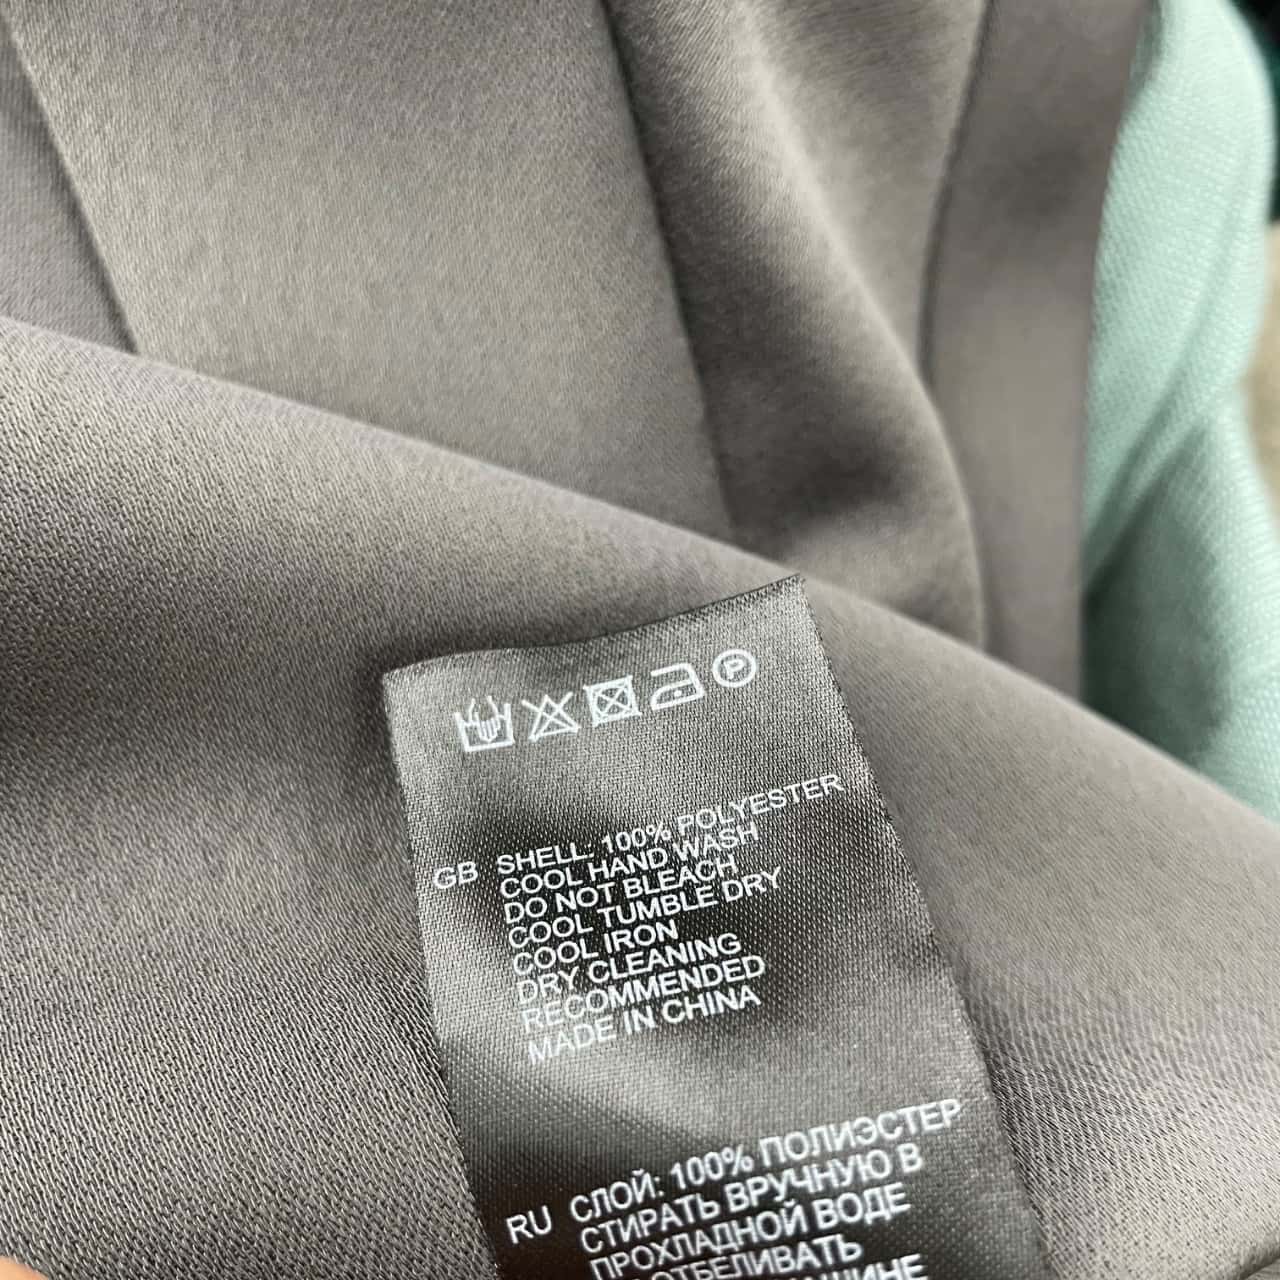 P
GB SHELL: 100% POLYESTER
COOL HAND WASH
DO NOT BLEACH
COOL TUMBLE DRY
COOL IRON
DRY CLEANING
RECOMMENDED
MADE IN CHINA
RU СЛОЙ: 100% ПОЛИЭСТЕР
СТИРАТЬ ВРУЧНУЮ В
ПРОХЛАДНОЙ ВОДЕ
ОТБЕЛИВАТЬ